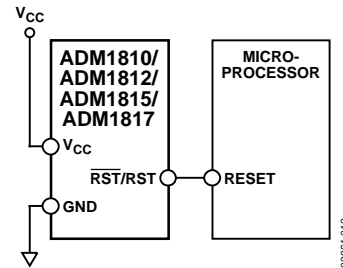 VCC
ADM1810/
ADM1812/
ADM1815/
ADM1817
VCC
RST/RST
GND
MICRO-
PROCESSOR
RESET